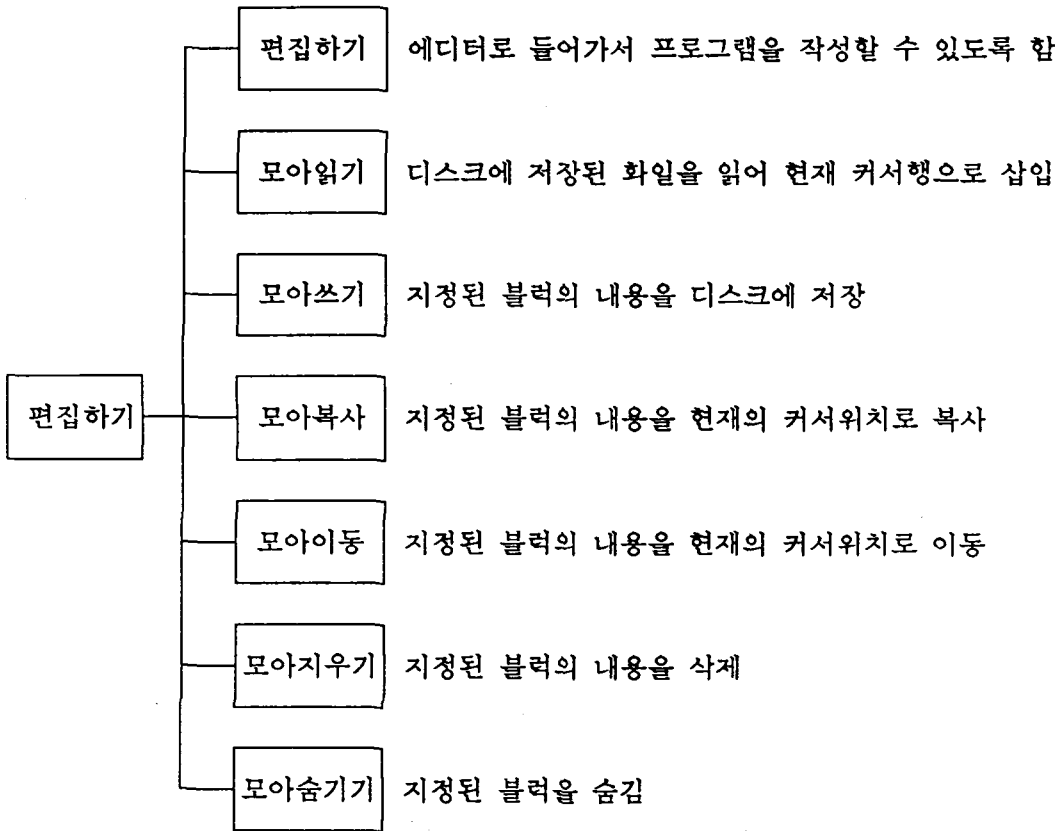 편집하기 에디터로 들어가서 프로그램을 작성할 수 있도록 함
모아읽기 디스크에 저장된 화일을 읽어 현재 커서행으로 삽입
모아쓰기 지정된 블럭의 내용을 디스크에 저장
편집하기
모아복사 지정된 블럭의 내용을 현재의 커서위치로 복사
모아이동 지정된 블럭의 내용을 현재의 커서위치로 이동
모아지우기 지정된 블럭의 내용을 삭제
모아숨기기 지정된 블럭을 숨김